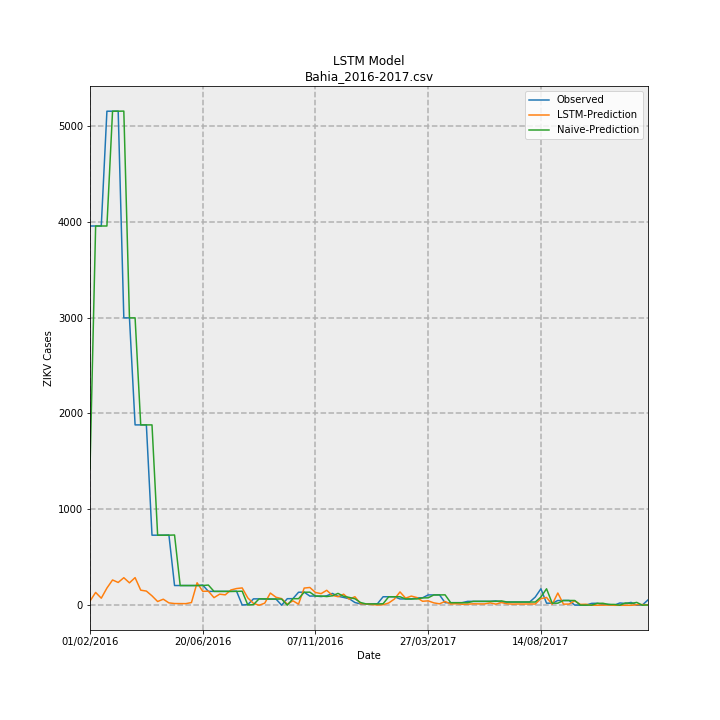 LSTM Model
Bahia_2016-2017.csv
Observed
LSTM-Prediction
Naive-Prediction
5000
4000
3000
2000
1000
0
ZIKV Cases
01/02/2016 20/06/2016 07/11/2016 27/03/2017 14/08/2017
Date